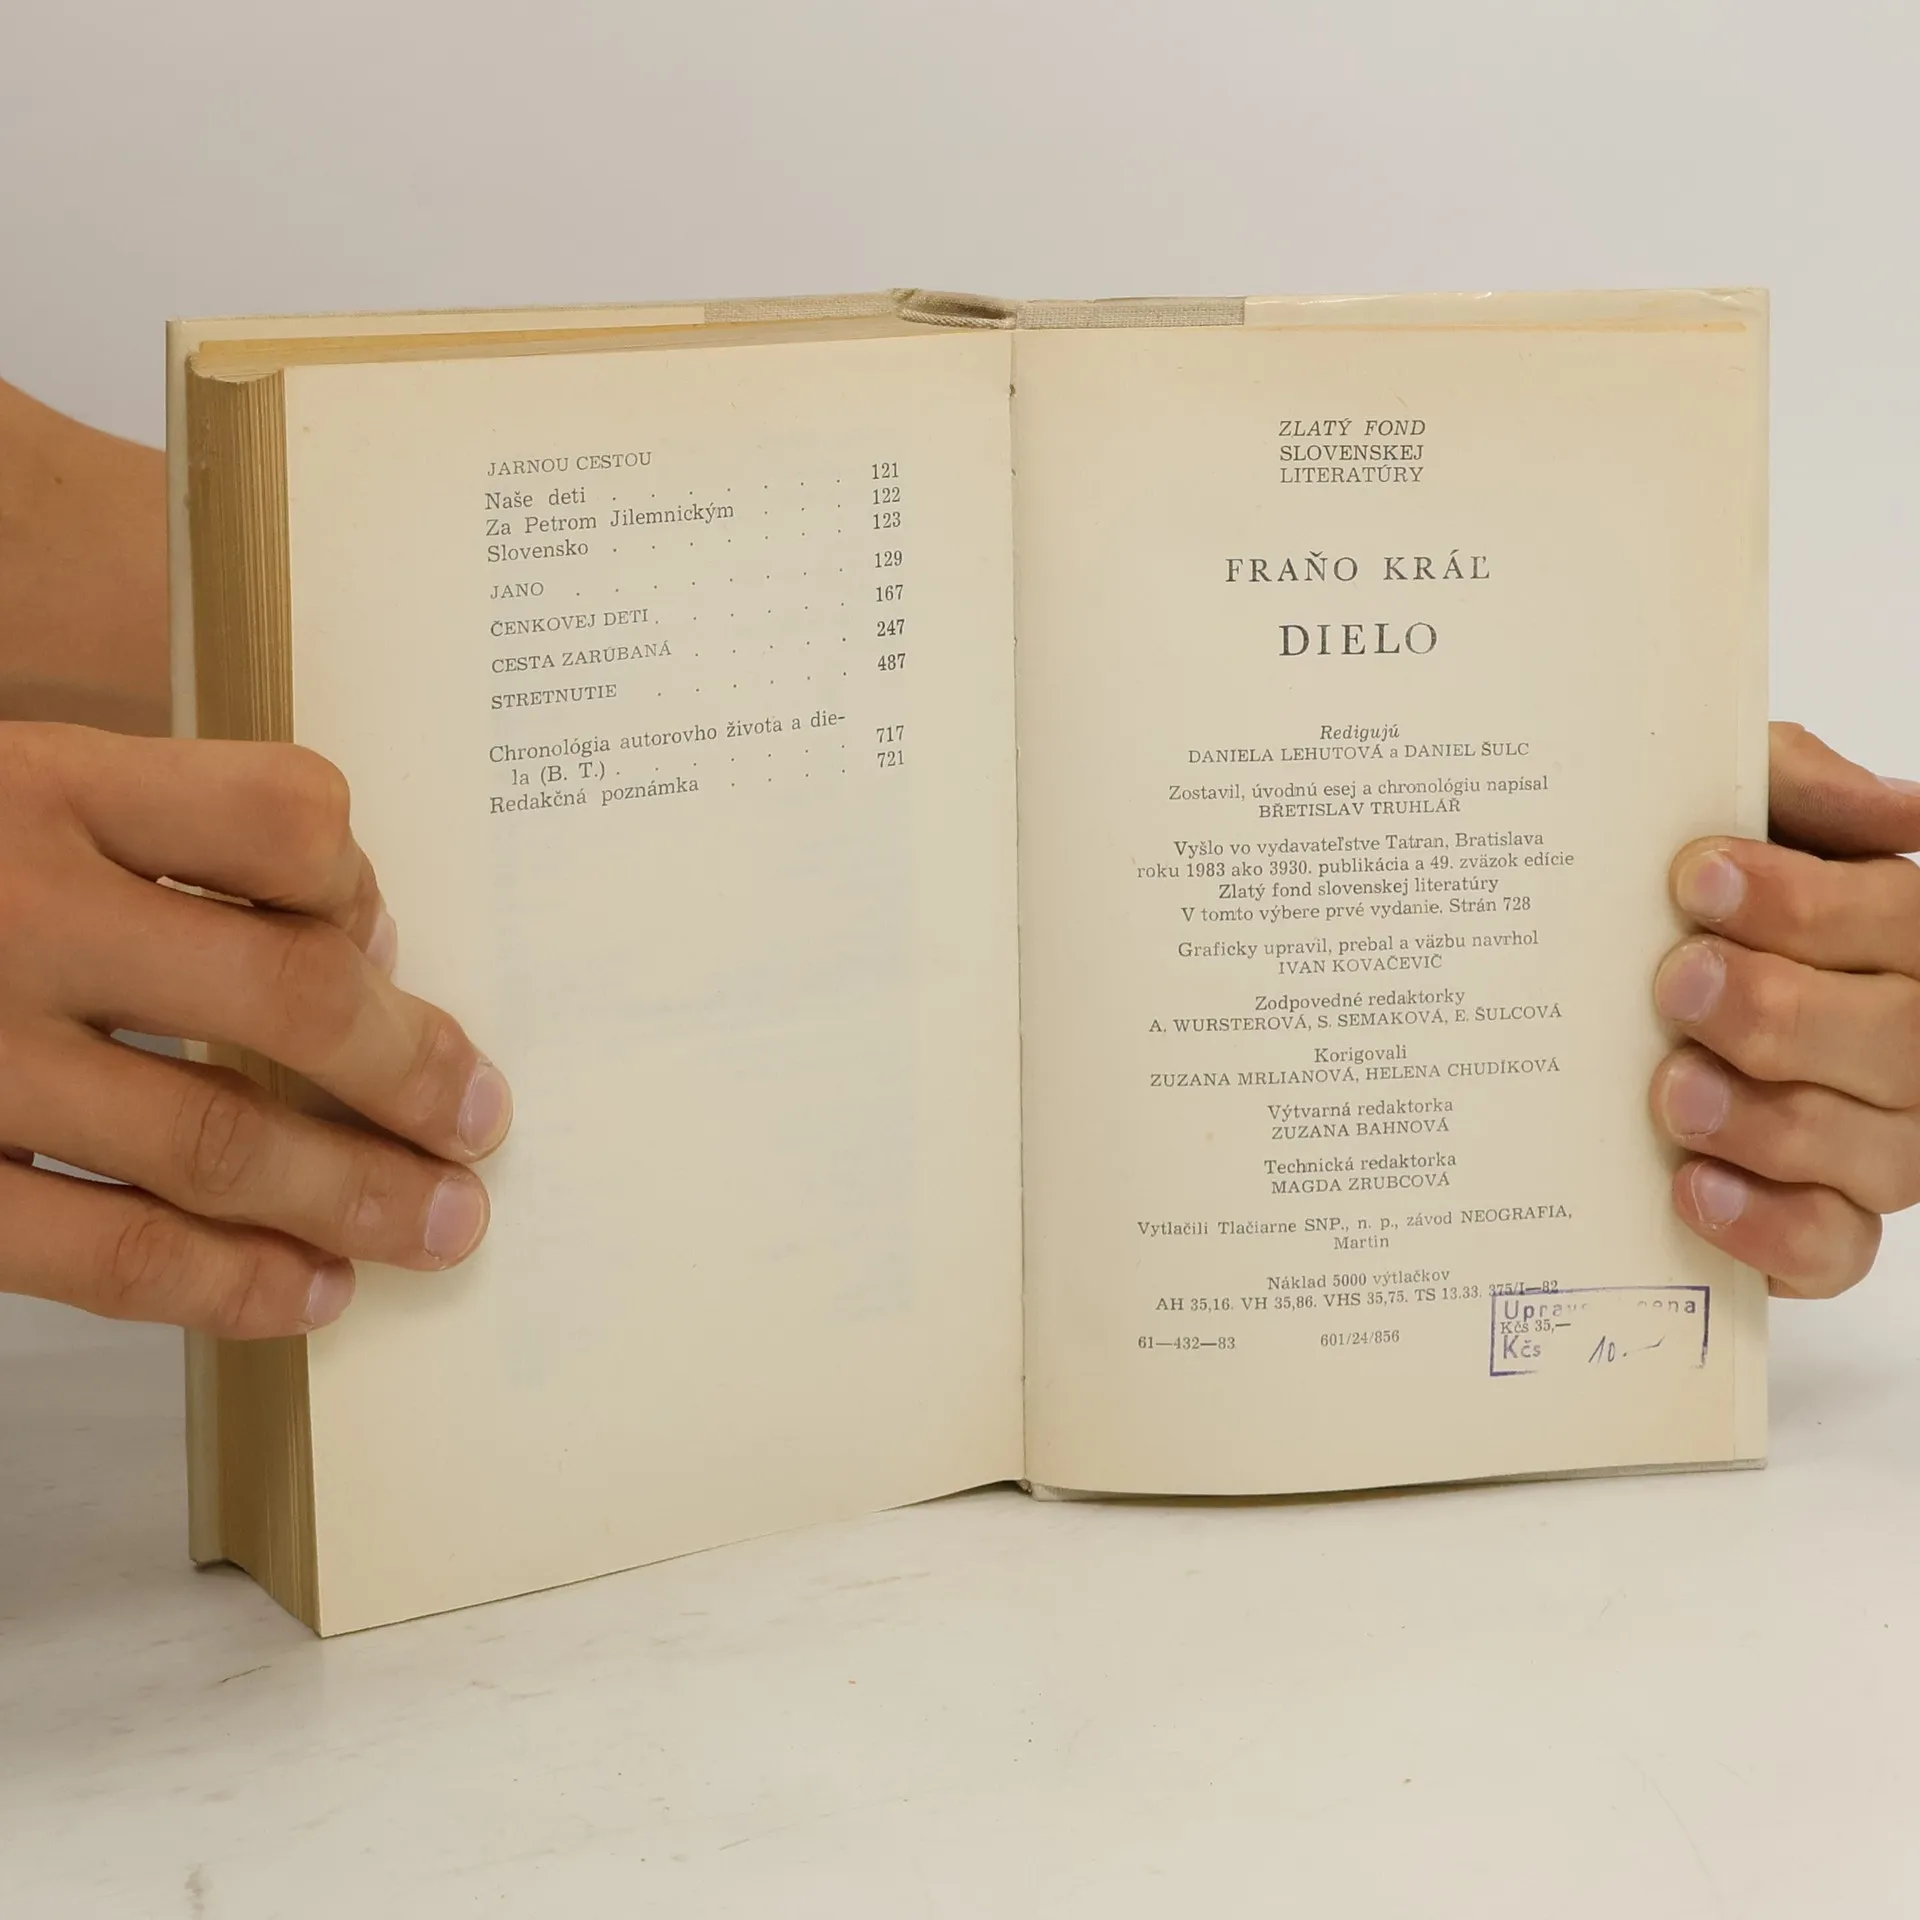 JARNOU CESTOU
Naše deti . . . . . . . 121
Za Petrom Jilemnickým . . . 122
Slovensko . . . . . . . 123
JANO . . . . . . . . 129
ČENKOVEJ DETI . . . . . . 167
CESTA ZARÚBANÁ . . . . . 247
STRETNUTIE . . . . . . 487
Chronológia autorovho života a die-
la (B. T.) . . . . . . . 717
Redakčná poznámka . . . . 721
ZLATÝ FOND
SLOVENSKEJ
LITERATÚRY
FRAŇO KRÁĽ
DIELO
Redigujú
DANIELA LEHUTOVÁ a DANIEL ŠULC
Zostavil, úvodnú esej a chronológiu napísal
BŘETISLAV TRUHLÁŘ
Vyšlo vo vydavateľstve Tatran, Bratislava
roku 1983 ako 3930. publikácia a 49. zväzok edície
Zlatý fond slovenskej literatúry
V tomto výbere prvé vydanie. Strán 728
Graficky upravil, prebal a väzbu navrhol
IVAN KOVAČEVIČ
Zodpovedné redaktorky
A. WURSTEROVÁ, S. SEMAKOVÁ, E. ŠULCOVÁ
Korigovali
ZUZANA MRLIANOVÁ, HELENA CHUDÍKOVÁ
Výtvarná redaktorka
ZUZANA BAHNOVÁ
Technická redaktorka
MAGDA ZRUBCOVÁ
Vytlačili Tlačiarne SNP., n. p., závod NEOGRAFIA,
Martin
Náklad 5000 výtlačkov
AH 35,16. VH 35,86. VHS 35,75. TS 13.33. 375/I—82
61—432—83 601/24/856 Kčs 35,—
cena
Kčs 10.—